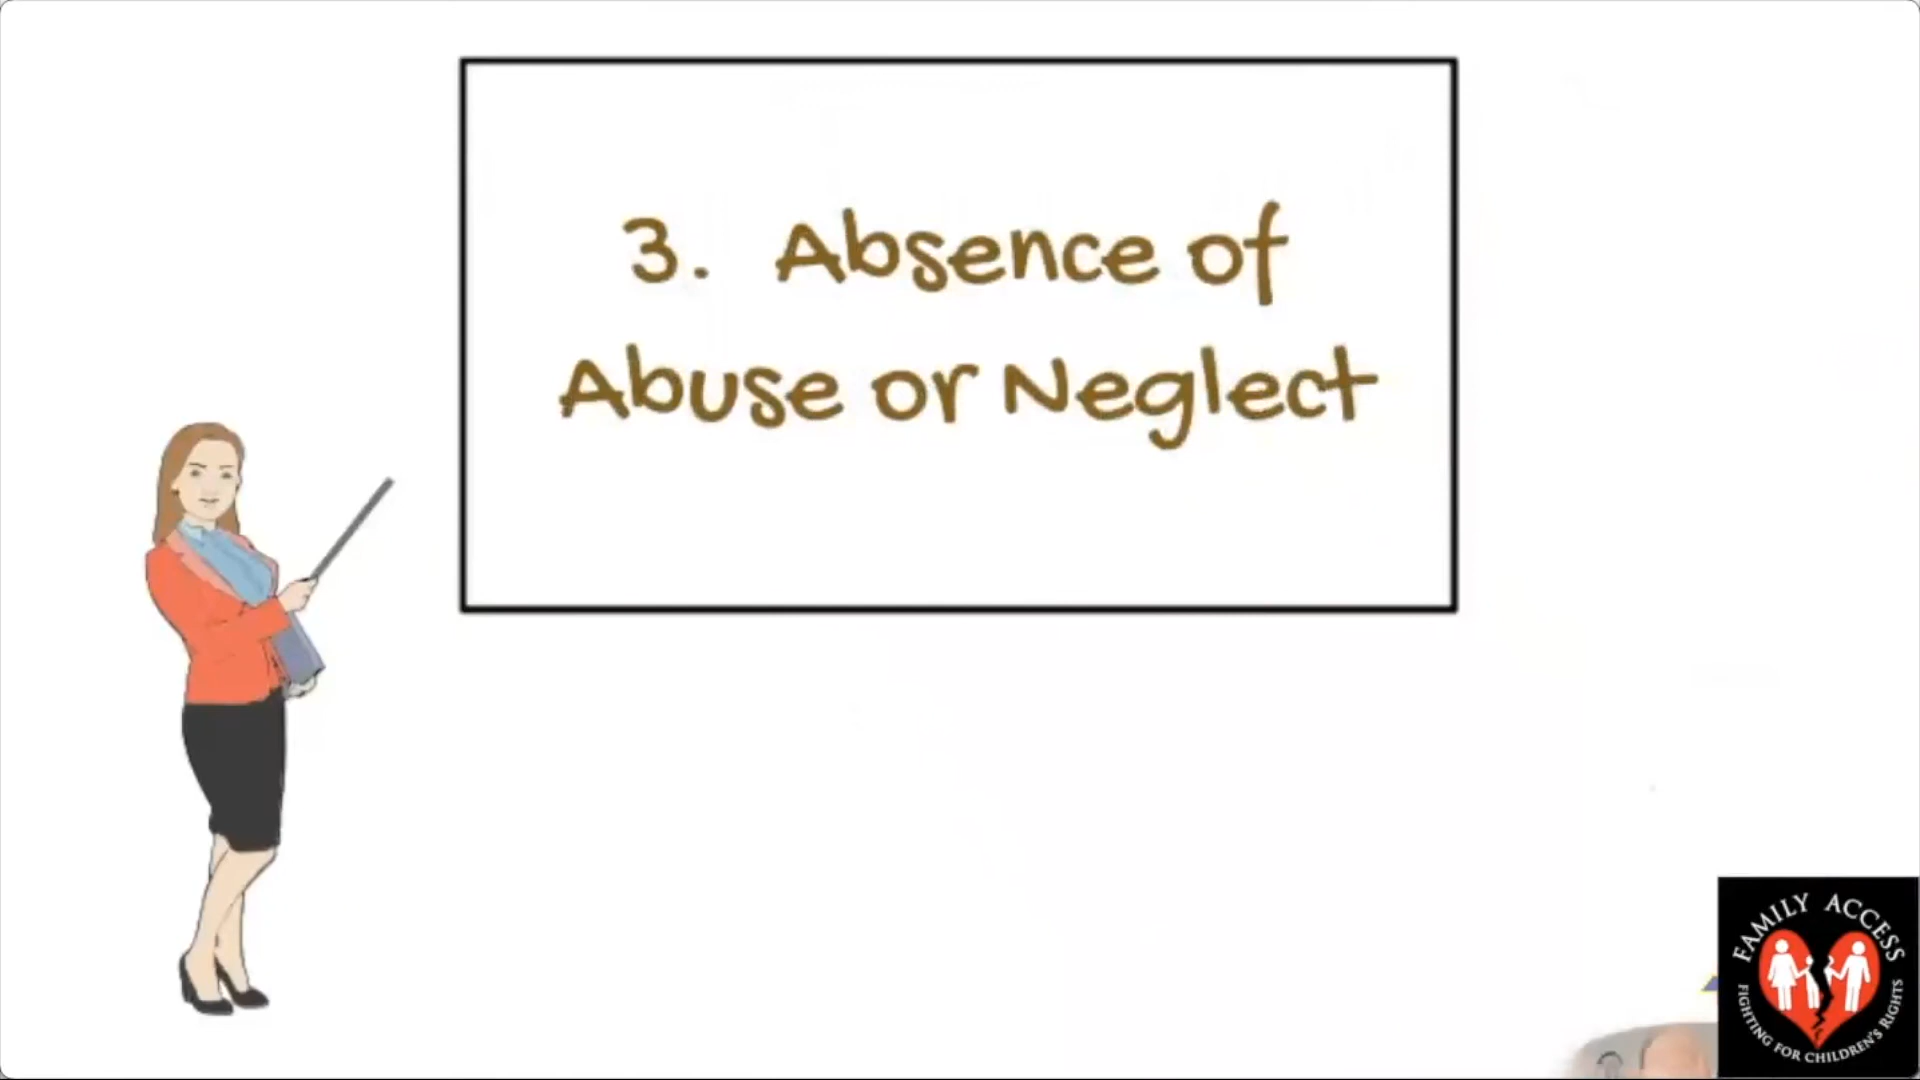 3. Absence of
Abuse or Neglect
FAMILY ACCESS
FIGHTING FOR CHILDREN'S RIGHTS